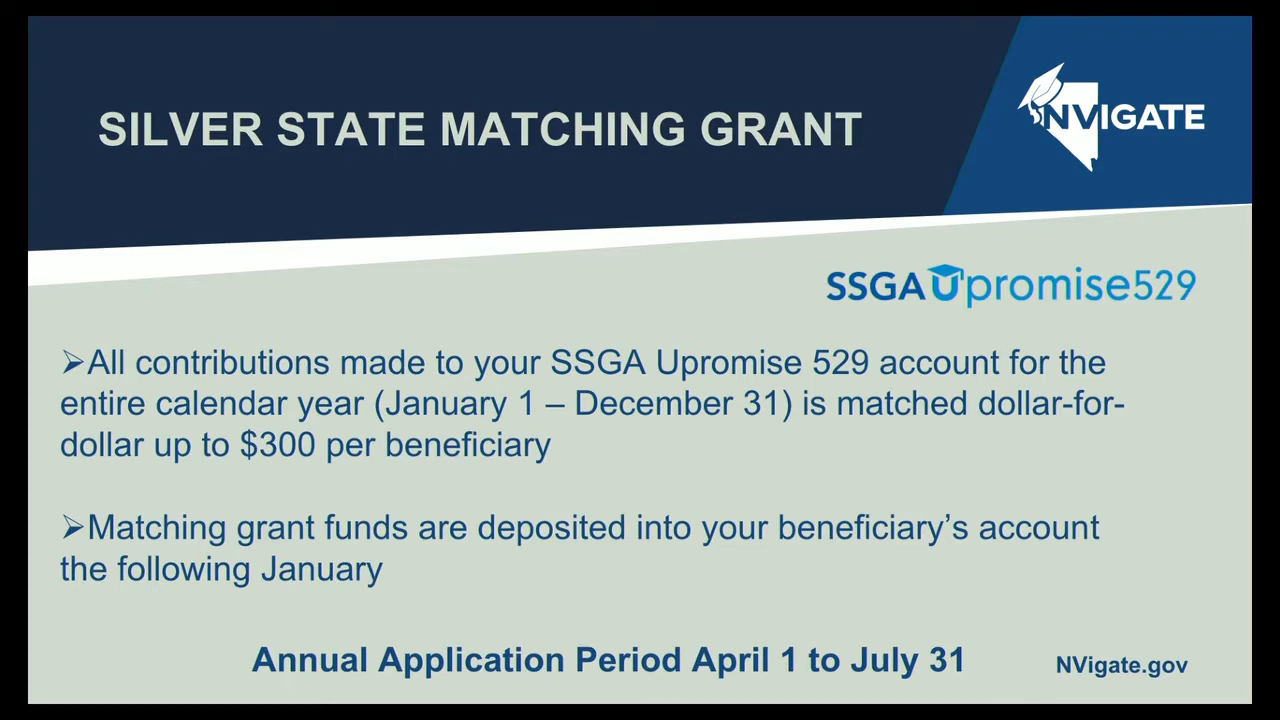 SILVER STATE MATCHING GRANT
NVIGATE
SSGA Upromise529
➢All contributions made to your SSGA Upromise 529 account for the
entire calendar year (January 1 – December 31) is matched dollar-for-
dollar up to $300 per beneficiary
➢Matching grant funds are deposited into your beneficiary’s account
the following January
Annual Application Period April 1 to July 31
NVigate.gov